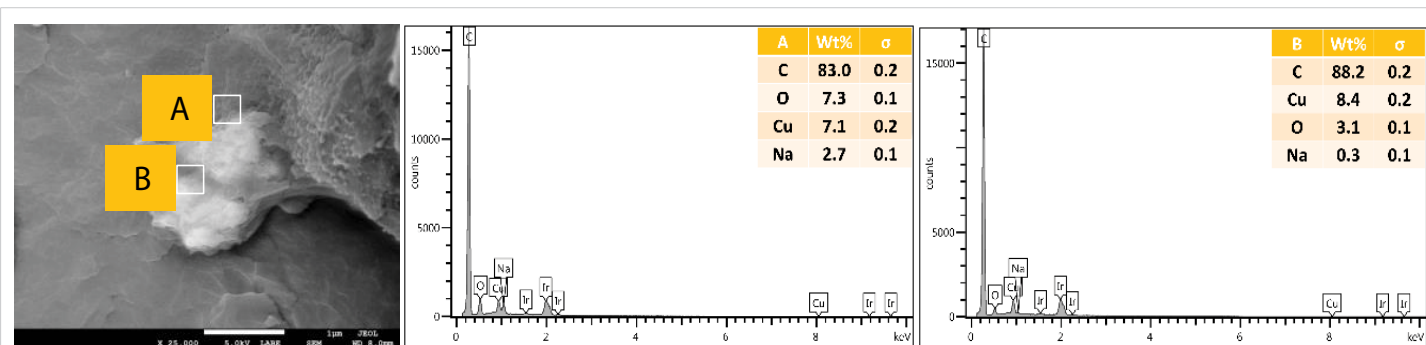 A
B
X 25,000 5.0kV LABE SEM WD 8.0mm
1μm JEOL
C
15000
10000
5000
0
counts
O
Cu
Na
Ir
Ir
Ir
Cu
Ir
Ir
0 2 4 6 8 keV
A Wt% σ
C 83.0 0.2
O 7.3 0.1
Cu 7.1 0.2
Na 2.7 0.1
C
15000
10000
5000
0
counts
O
Na
Ir
Ir
Ir
Cu
Ir
Ir
0 2 4 6 8 keV
B Wt% σ
C 88.2 0.2
Cu 8.4 0.2
O 3.1 0.1
Na 0.3 0.1